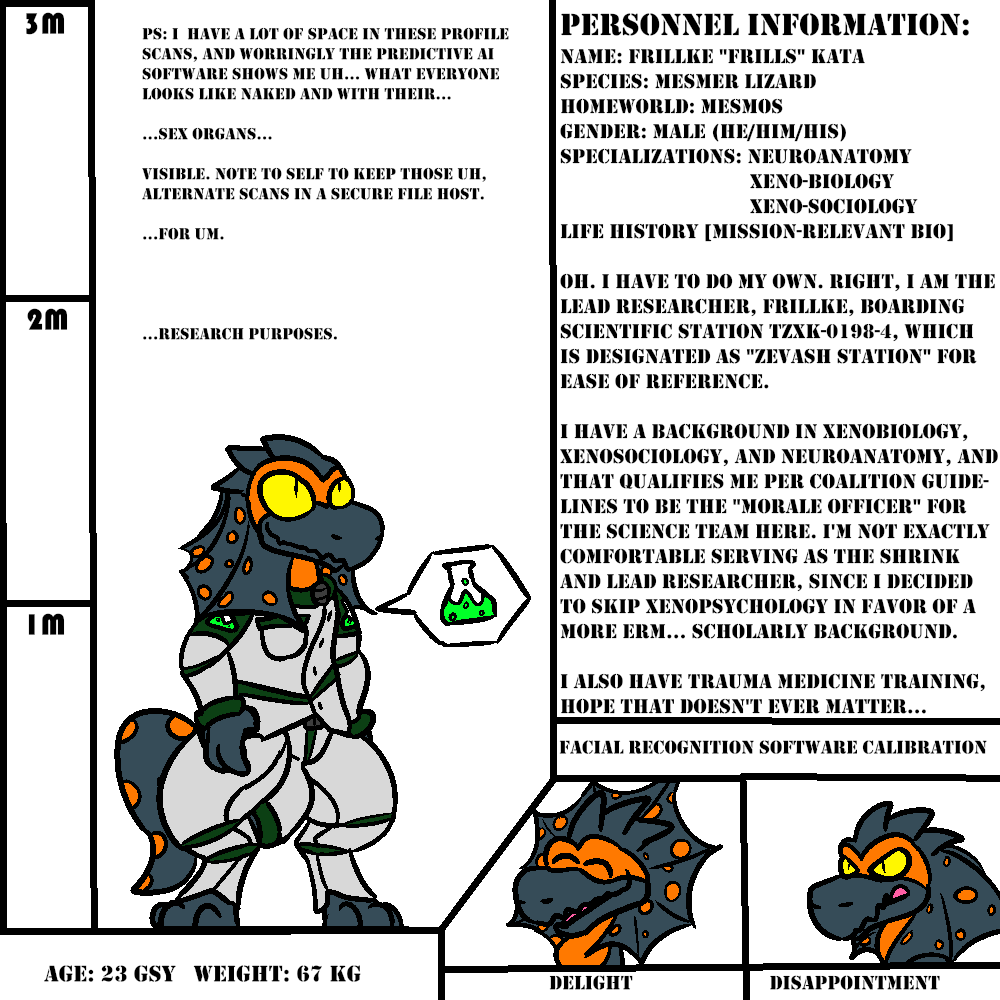 3M
2M
1M
PS: I HAVE A LOT OF SPACE IN THESE PROFILE
SCANS, AND WORRINGLY THE PREDICTIVE AI
SOFTWARE SHOWS ME UH... WHAT EVERYONE
LOOKS LIKE NAKED AND WITH THEIR...
...SEX ORGANS...
VISIBLE. NOTE TO SELF TO KEEP THOSE UH,
ALTERNATE SCANS IN A SECURE FILE HOST.
...FOR UM.
...RESEARCH PURPOSES.
AGE: 23 GSY WEIGHT: 67 KG
PERSONNEL INFORMATION:
NAME: FRILLKE "FRILLS" KATA
SPECIES: MESMER LIZARD
HOMEWORLD: MESMOS
GENDER: MALE (HE/HIM/HIS)
SPECIALIZATIONS: NEUROANATOMY
XENO-BIOLOGY
XENO-SOCIOLOGY
LIFE HISTORY [MISSION-RELEVANT BIO]
OH. I HAVE TO DO MY OWN. RIGHT, I AM THE
LEAD RESEARCHER, FRILLKE, BOARDING
SCIENTIFIC STATION TZXK-0198-4, WHICH
IS DESIGNATED AS "ZEVASH STATION" FOR
EASE OF REFERENCE.
I HAVE A BACKGROUND IN XENOBIOLOGY,
XENOSOCIOLOGY, AND NEUROANATOMY, AND
THAT QUALIFIES ME PER COALITION GUIDE-
LINES TO BE THE "MORALE OFFICER" FOR
THE SCIENCE TEAM HERE. I'M NOT EXACTLY
COMFORTABLE SERVING AS THE SHRINK
AND LEAD RESEARCHER, SINCE I DECIDED
TO SKIP XENOPSYCHOLOGY IN FAVOR OF A
MORE ERM... SCHOLARLY BACKGROUND.
I ALSO HAVE TRAUMA MEDICINE TRAINING,
HOPE THAT DOESN'T EVER MATTER...
FACIAL RECOGNITION SOFTWARE CALIBRATION
DELIGHT
DISAPPOINTMENT